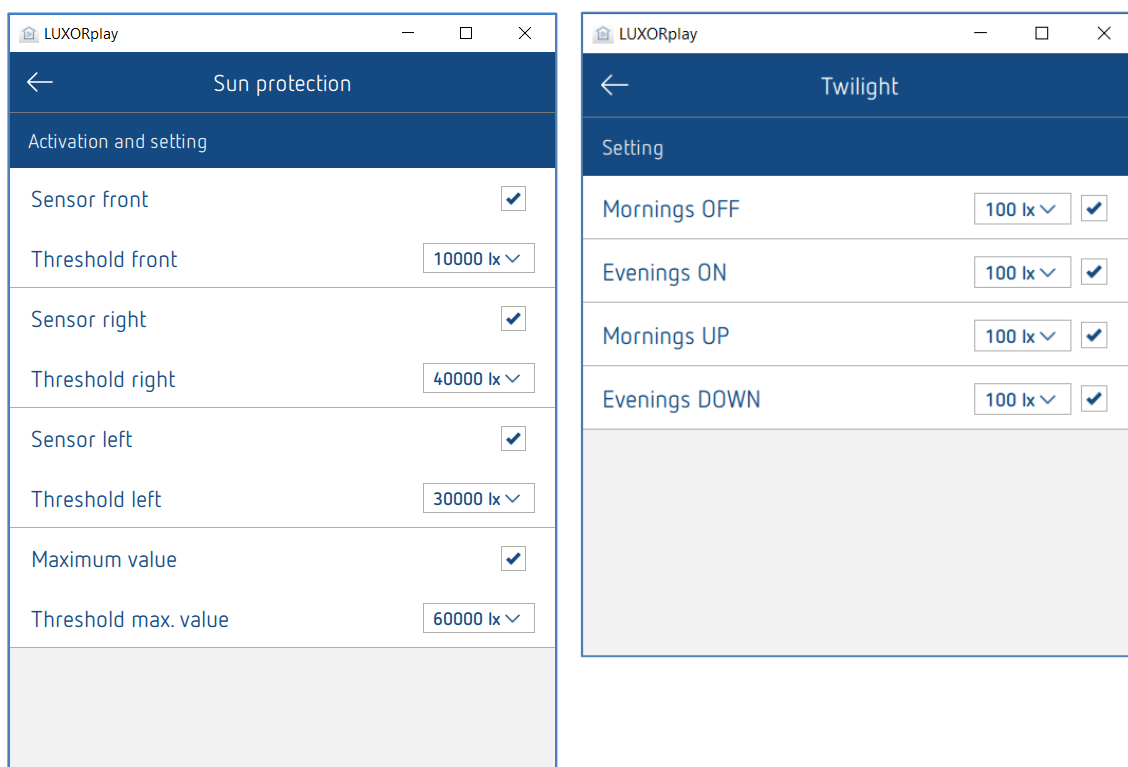 LUXORplay
Sun protection
Activation and setting
Sensor front
Threshold front 10000 lx
Sensor right
Threshold right 40000 lx
Sensor left
Threshold left 30000 lx
Maximum value
Threshold max. value 60000 lx
LUXORplay
Twilight
Setting
Mornings OFF 100 lx
Evenings ON 100 lx
Mornings UP 100 lx
Evenings DOWN 100 lx